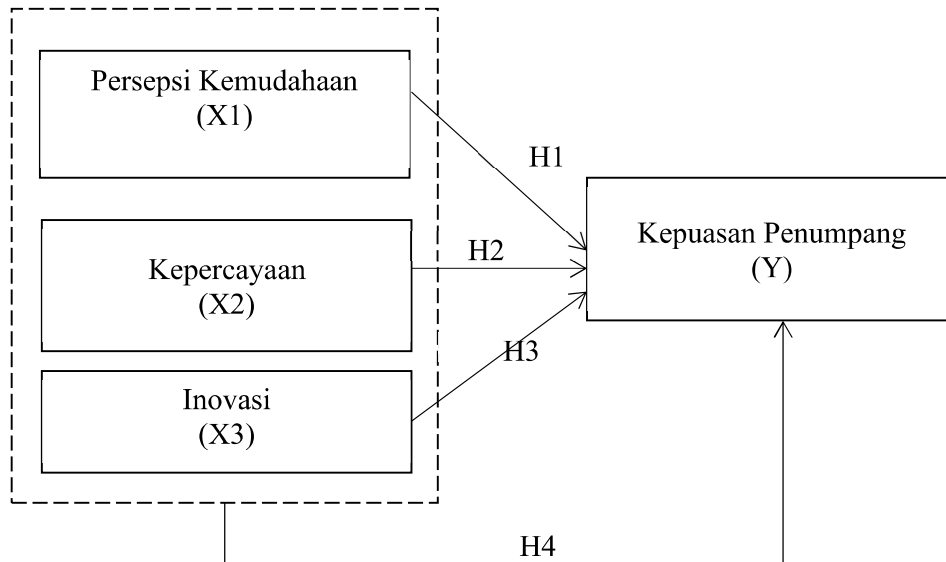 Persepsi Kemudahaan
(X1)
H1
Kepuasan Penumpang
(Y)
H2
Kepercayaan
(X2)
H3
Inovasi
(X3)
H4